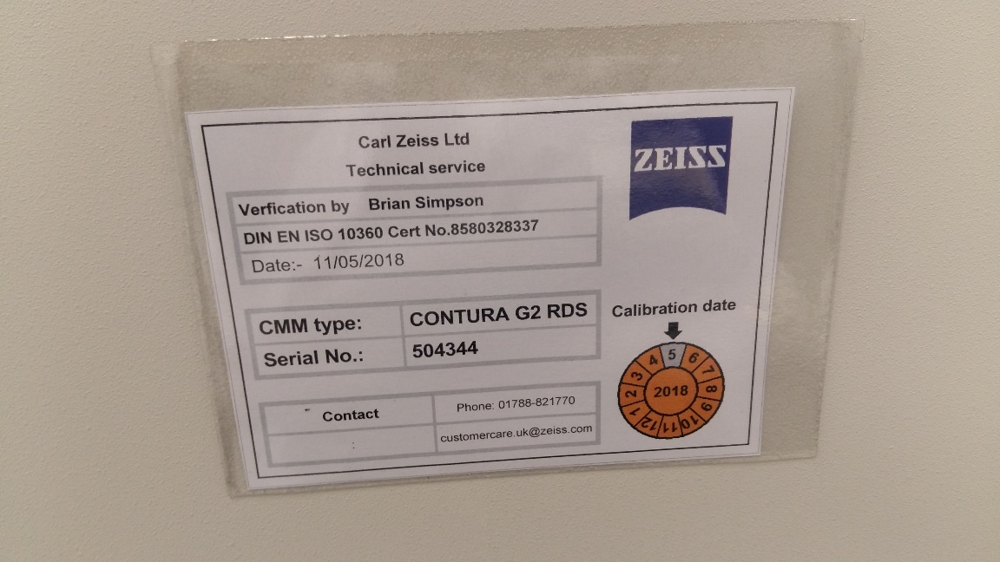 Carl Zeiss Ltd
Technical service
ZEISS
Verfication by Brian Simpson
DIN EN ISO 10360 Cert No.8580328337
Date:- 11/05/2018
CMM type: CONTURA G2 RDS
Serial No.: 504344
Calibration date
1 2 3 4 5 6 7 8 9 10 11 12
2018
Contact Phone: 01788-821770
: customercare.uk@zeiss.com